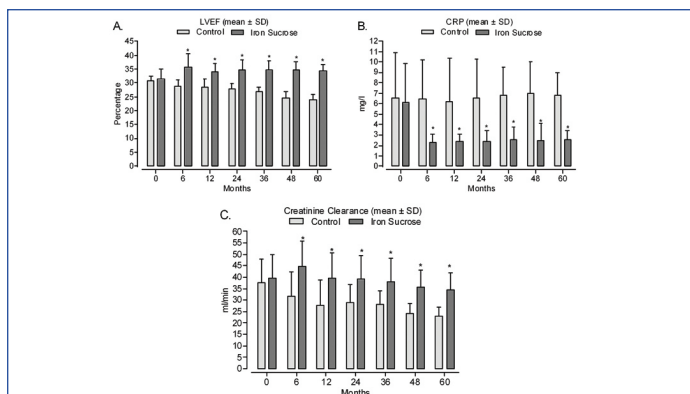 A.
LVEF (mean ± SD)
Control Iron Sucrose
45
40
35
30
25
20
15
10
5
0
Percentage
* * * * * *
0 6 12 24 36 48 60
Months
B.
CRP (mean ± SD)
Control Iron Sucrose
12
11
10
9
8
7
6
5
4
3
2
1
0
mg/l
* * * * * *
0 6 12 24 36 48 60
Months
C.
Creatinine Clearance (mean ± SD)
Control Iron Sucrose
60
55
50
45
40
35
30
25
20
15
10
5
0
ml/min
* * * * * *
0 6 12 24 36 48 60
Months